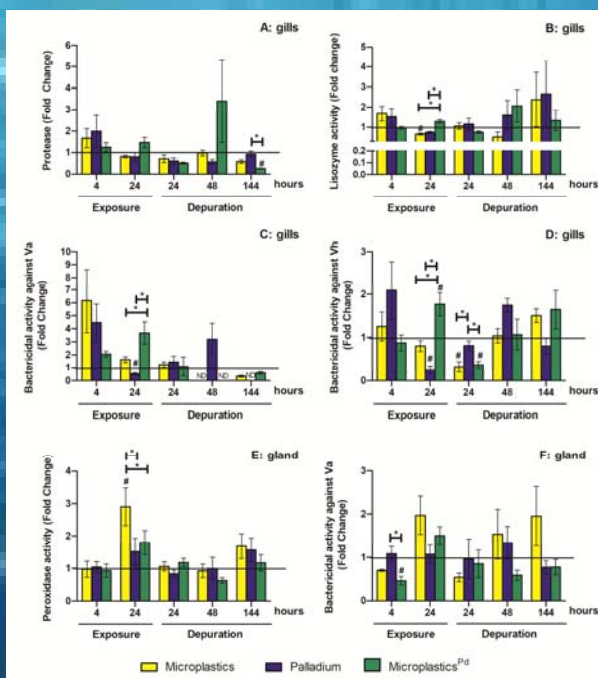 A: gills
Protease (Fold Change)
6
5
4
3
2
1
0
*
#
4 24 24 48 144 hours
Exposure Depuration
B: gills
Lisozyme activity (Fold change)
5
4
3
2
1
0.2
0.1
0.0
*
*
#
4 24 24 48 144 hours
Exposure Depuration
C: gills
Bactericidal activity against Va
(Fold Change)
10
9
8
7
6
5
4
3
2
1
0
*
*
#
ND ND ND
4 24 24 48 144 hours
Exposure Depuration
D: gills
Bactericidal activity against Vh
(Fold Change)
3
2
1
0
*
*
#
#
*
*
#
#
4 24 24 48 144 hours
Exposure Depuration
E: gland
Peroxidase activity (Fold Change)
4
3
2
1
0
*
*
#
4 24 24 48 144 hours
Exposure Depuration
F: gland
Bactericidal activity against Va
(Fold Change)
3
2
1
0
*
#
4 24 24 48 144 hours
Exposure Depuration
Microplastics Palladium MicroplasticsPd